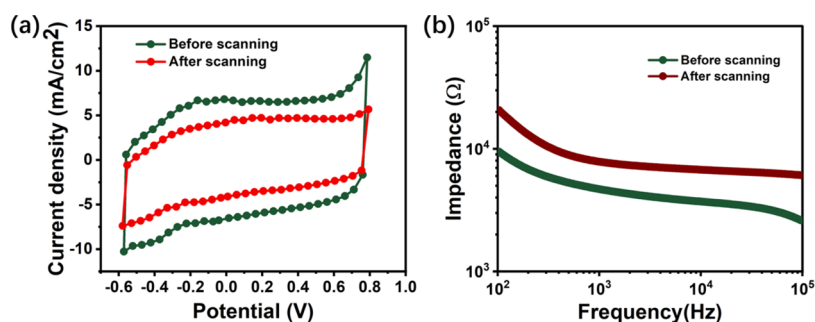 (a)
Current density (mA/cm²)
15
10
5
0
-5
-10
Before scanning
After scanning
-0.6 -0.4 -0.2 0.0 0.2 0.4 0.6 0.8 1.0
Potential (V)
(b)
Impedance (Ω)
10⁵
10⁴
10³
Before scanning
After scanning
10² 10³ 10⁴ 10⁵
Frequency(Hz)